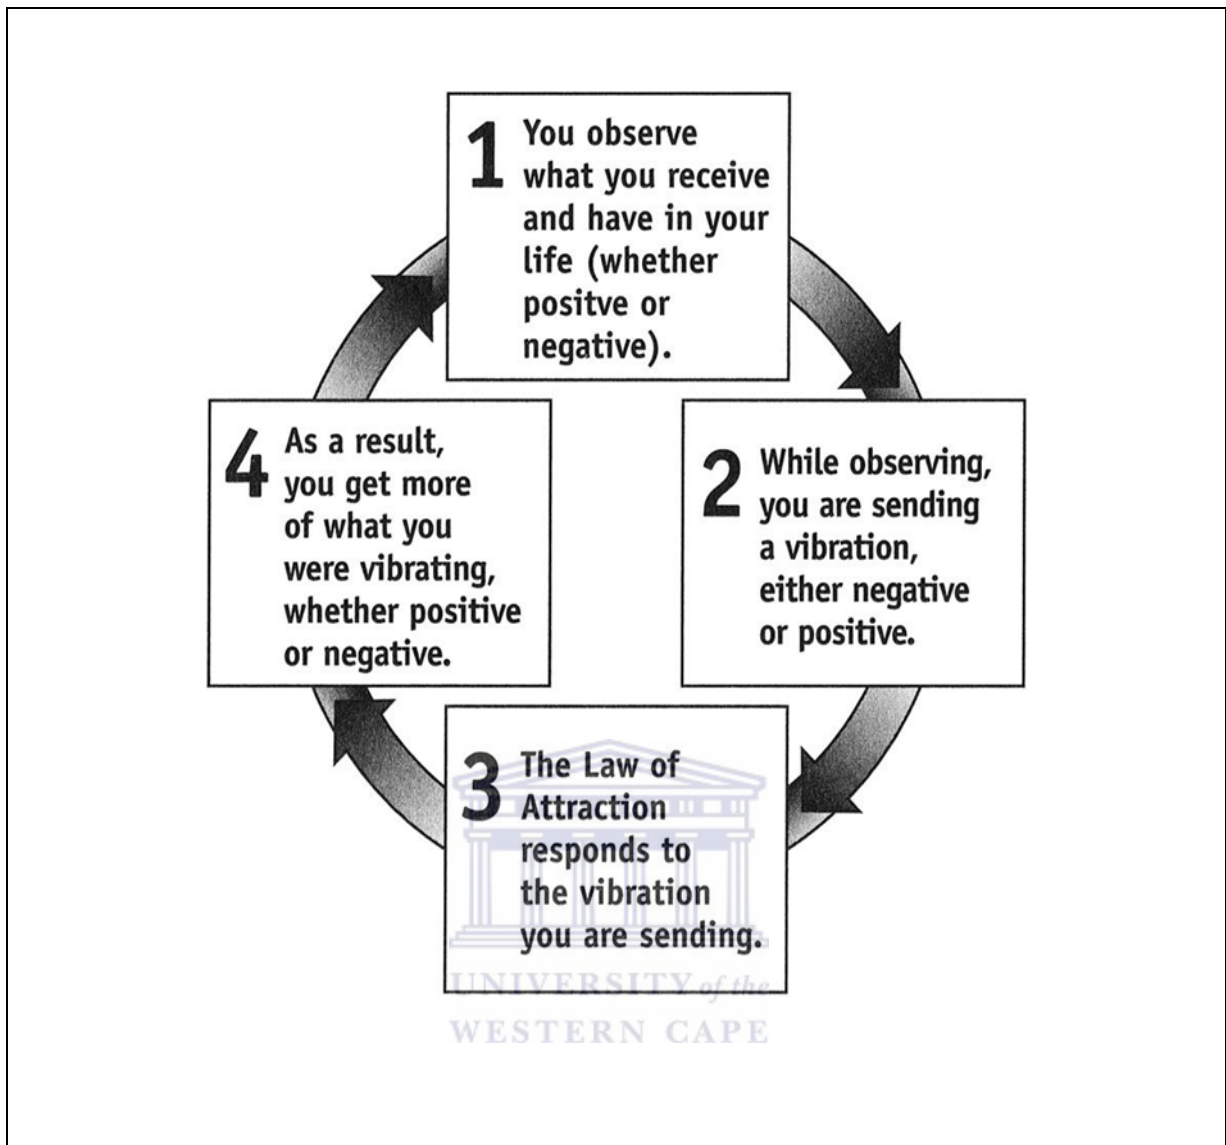 1 You observe
what you receive
and have in your
life (whether
positve or
negative).
2 While observing,
you are sending
a vibration,
either negative
or positive.
3 The Law of
Attraction
responds to
the vibration
you are sending.
4 As a result,
you get more
of what you
were vibrating,
whether positive
or negative.
UNIVERSITY of the
WESTERN CAPE